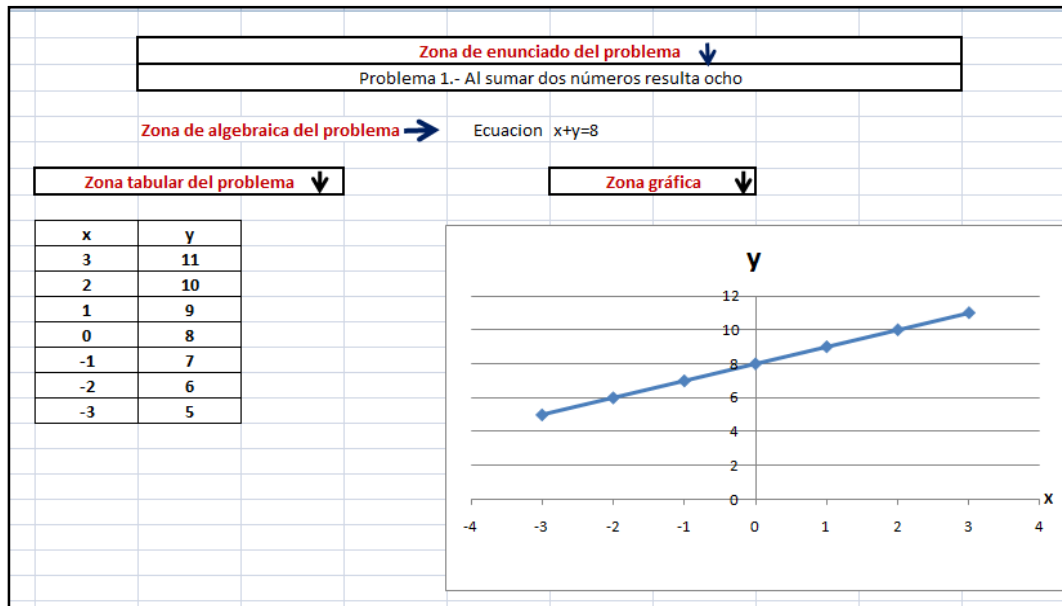 Zona de enunciado del problema
Problema 1.- Al sumar dos números resulta ocho
Zona de algebraica del problema Ecuacion x+y=8
Zona tabular del problema Zona gráfica
x y
3 11
2 10
1 9
0 8
-1 7
-2 6
-3 5
y
12
10
8
6
4
2
0
x
-4 -3 -2 -1 0 1 2 3 4